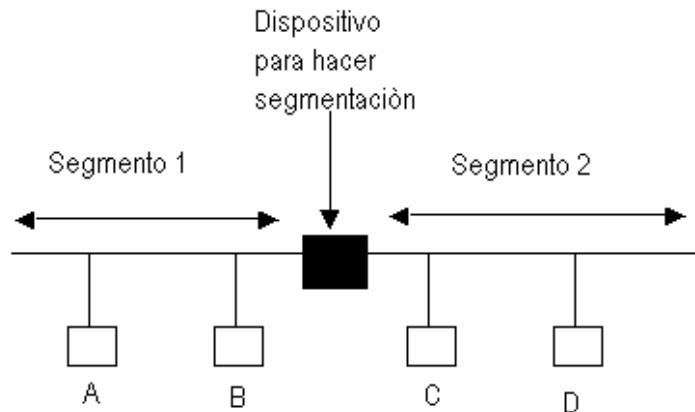 Dispositivo
para hacer
segmentaciòn
Segmento 1
Segmento 2
A
B
C
D